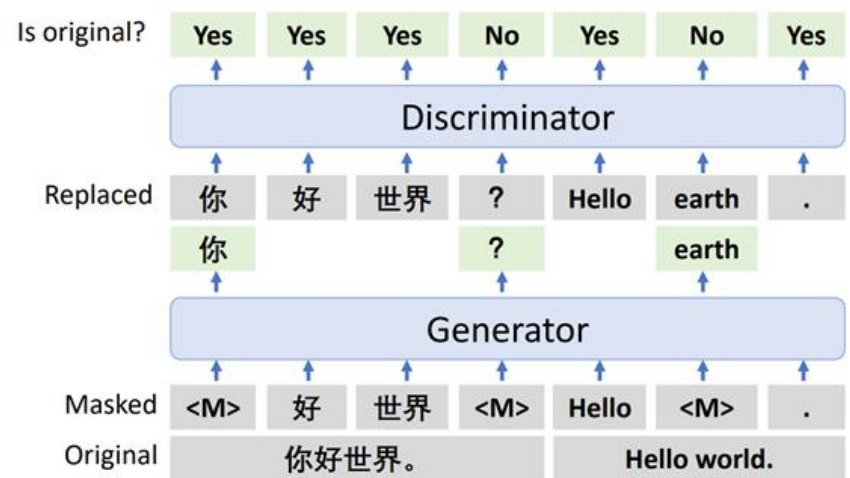 Is original? Yes Yes Yes No Yes No Yes
Discriminator
Replaced 你 好 世界 ? Hello earth .
你 ? earth
Generator
Masked <M> 好 世界 <M> Hello <M> .
Original 你好世界。 Hello world.